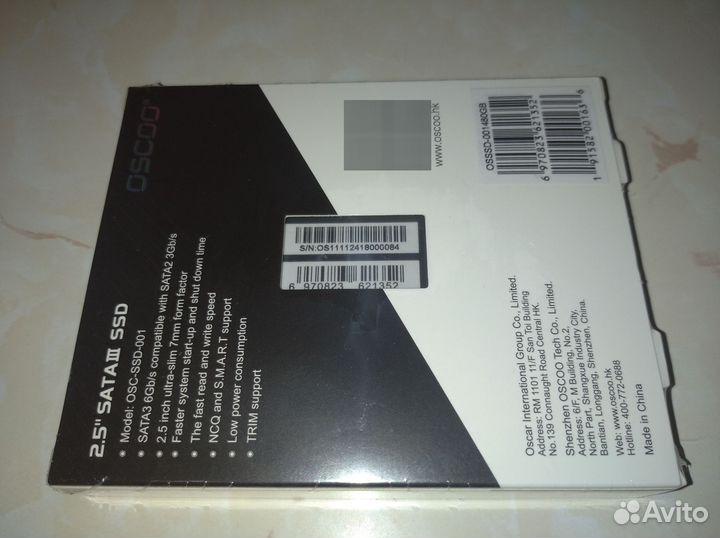 OSCOO
2.5" SATAⅢ SSD
● Model: OSC-SSD-001
● SATA3 6Gb/s compatible with SATA2 3Gb/s
● 2.5 inch ultra-slim 7mm form factor
● Faster system start-up and shut down time
● The fast read and write speed
● NCQ and S.M.A.R.T support
● Low power consumption
● TRIM support
S/N:OS11112418000084
6 970823 621352
www.oscoo.hk
OSSSD-001480GB
6 970823 621352
1 91582 00163 6
Oscar International Group Co., Limited.
Address: RM 1101 11/F San Toi Building
No.139 Connaught Road Central HK.
Shenzhen OSCOO Tech Co., Limited.
Address: 6/F, M Building, No.2,
North Part, Shangxue Industry City,
Bantian, Longgang, Shenzhen, China.
Web: www.oscoo.hk
Hotline: 400-772-0688
Made in China
Avito